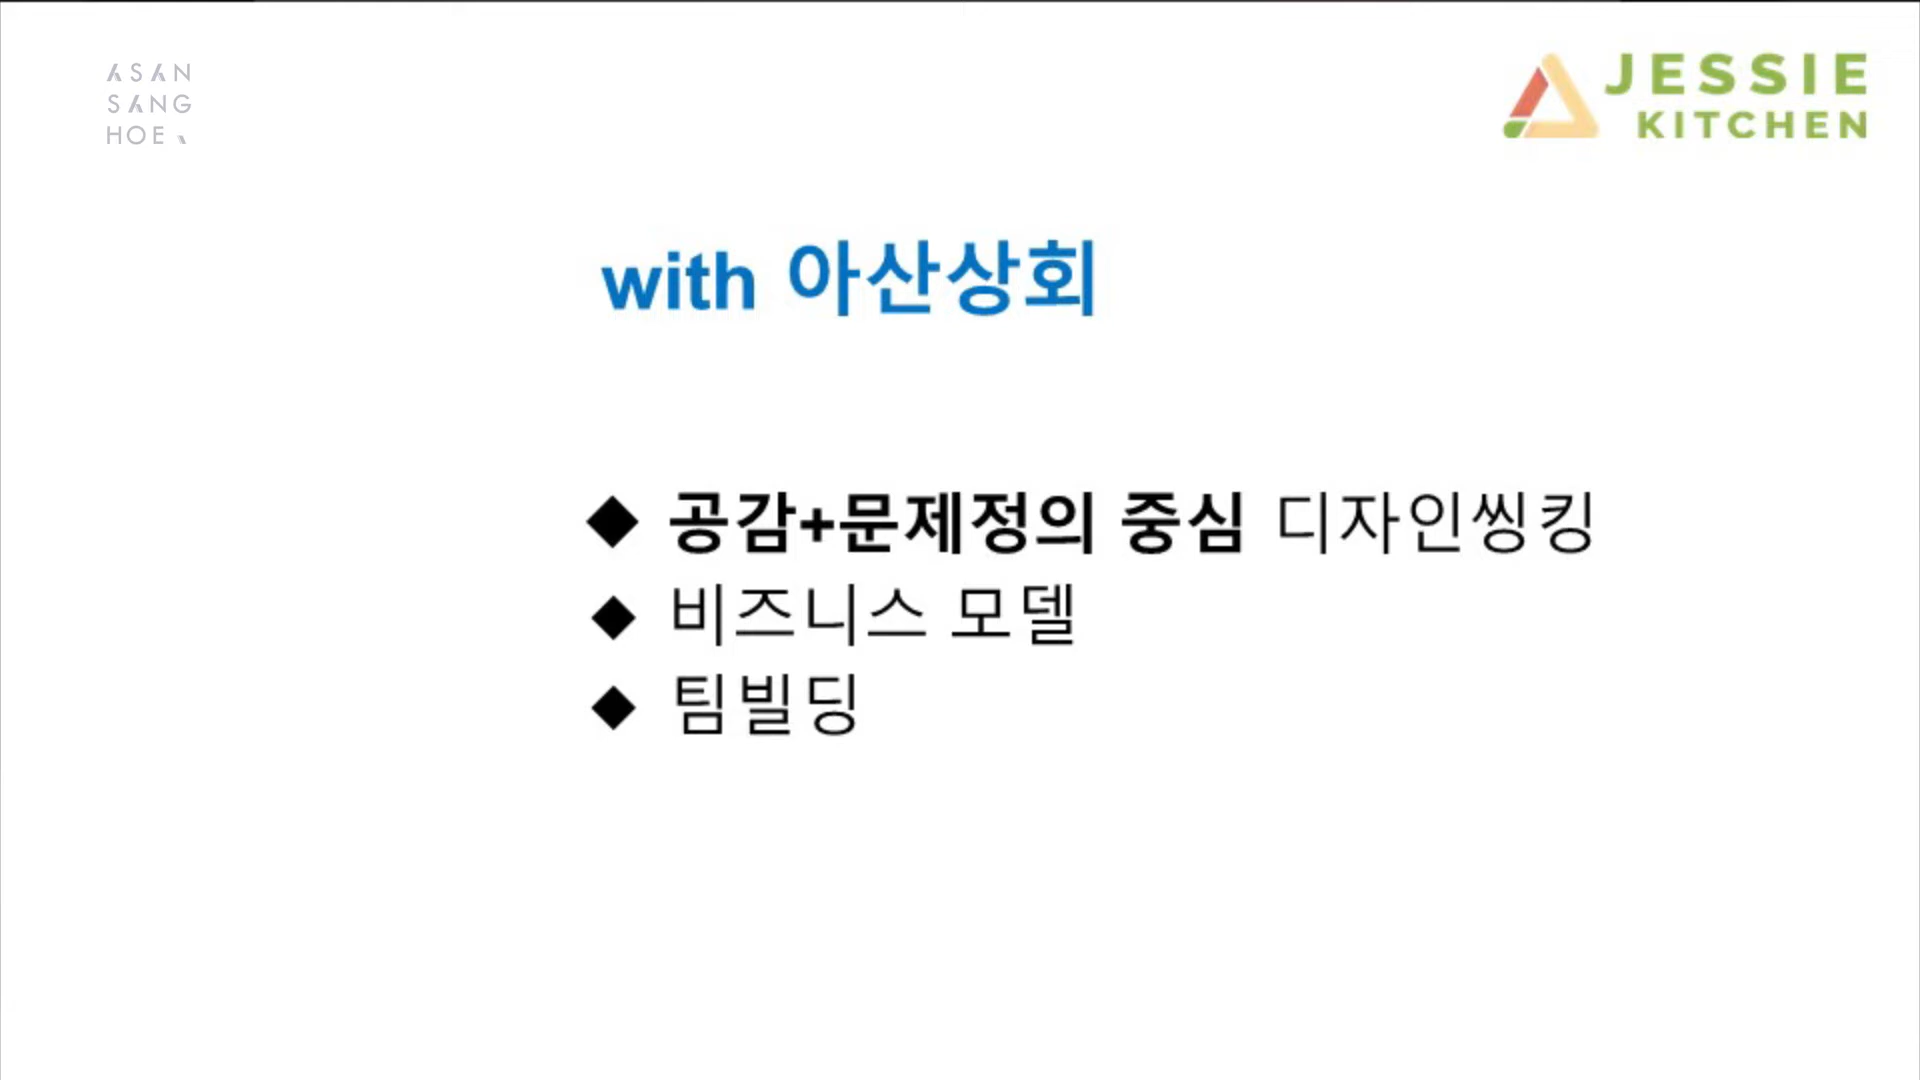 ASAN
SANG
HOE
JESSIE
KITCHEN
with 아산상회
◆ 공감+문제정의 중심 디자인씽킹
◆ 비즈니스 모델
◆ 팀빌딩